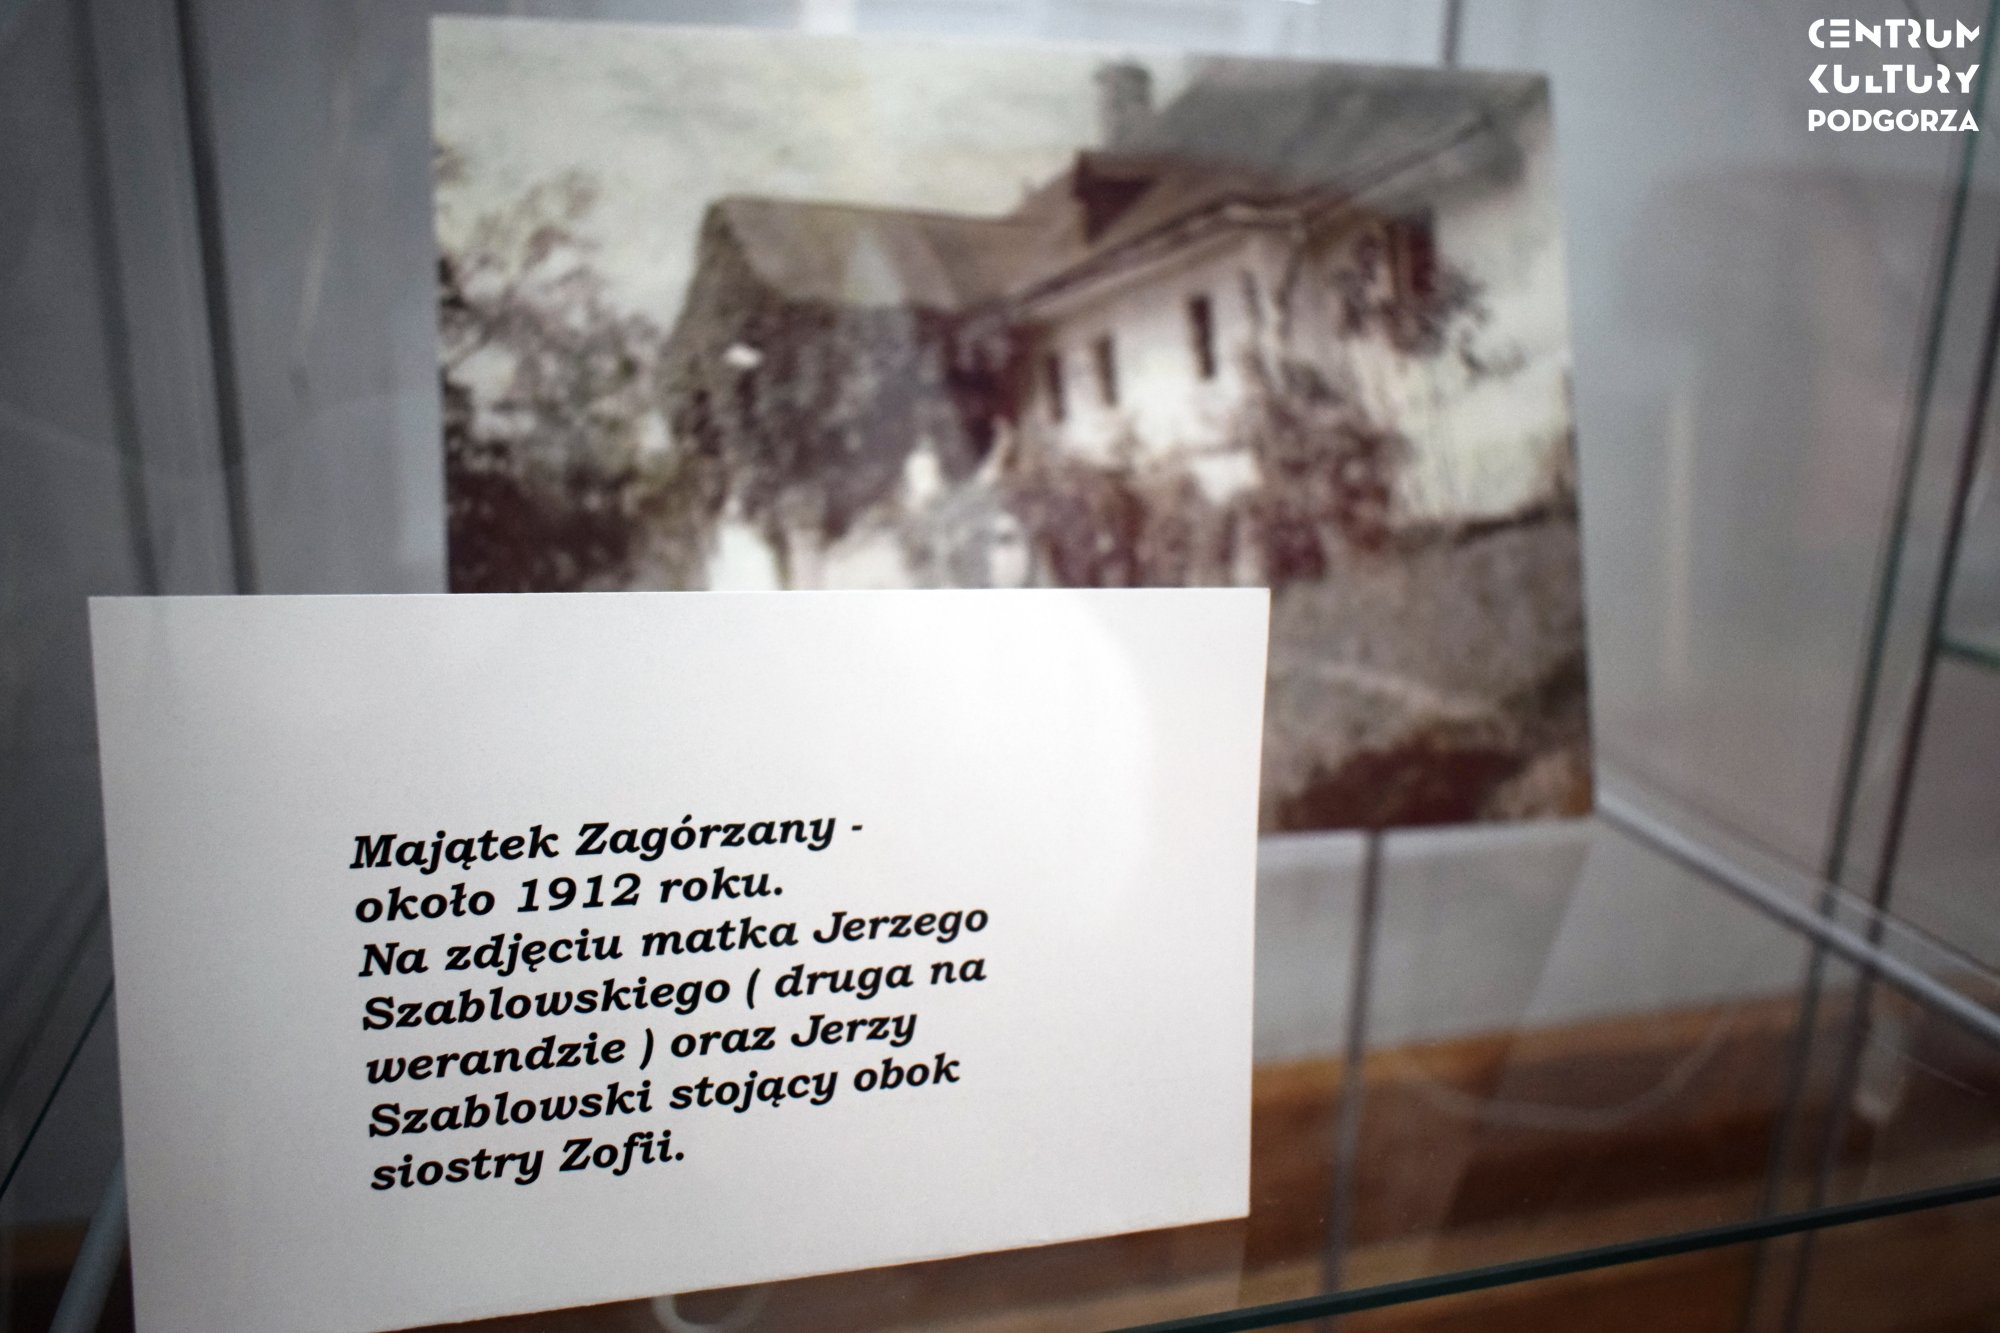 CENTRUM
KULTURY
PODGÓRZA
Majątek Zagórzany -
około 1912 roku.
Na zdjęciu matka Jerzego
Szablowskiego ( druga na
werandzie ) oraz Jerzy
Szablowski stojący obok
siostry Zofii.